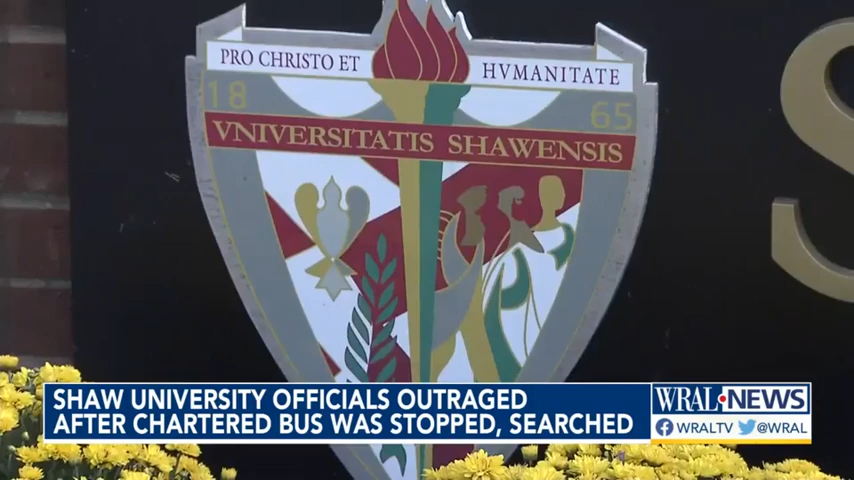 PRO CHRISTO ET HVMANITATE
18 65
VNIVERSITATIS SHAWENSIS
S
SHAW UNIVERSITY OFFICIALS OUTRAGED
AFTER CHARTERED BUS WAS STOPPED, SEARCHED
WRAL NEWS
WRALTV @WRAL